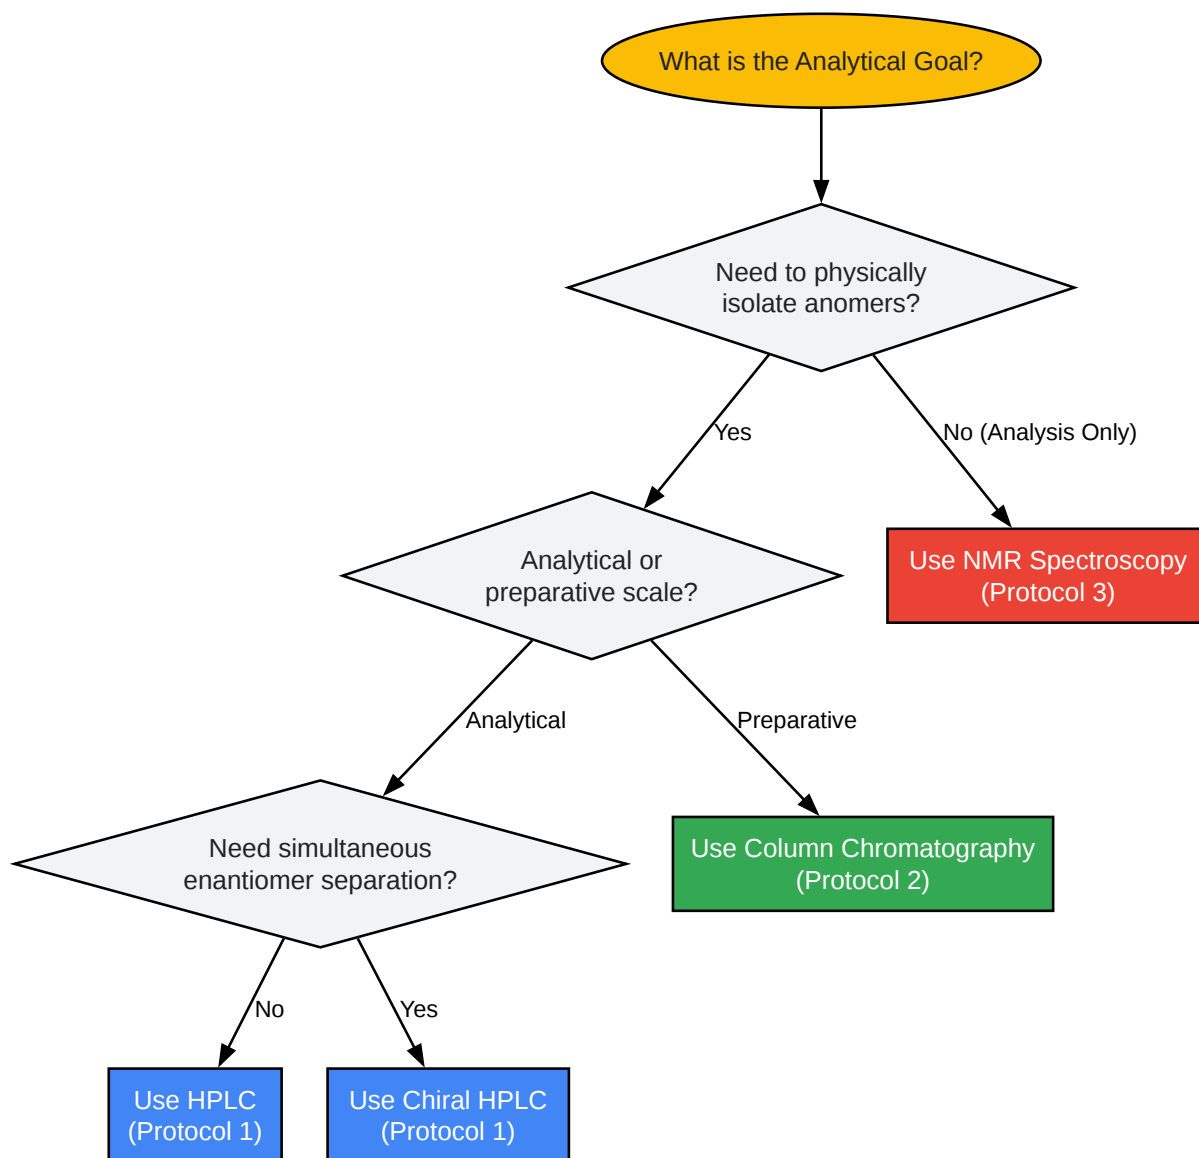 What is the Analytical Goal?
Need to physically
isolate anomers?
Yes
No (Analysis Only)
Analytical or
preparative scale?
Use NMR Spectroscopy
(Protocol 3)
Analytical
Preparative
Need simultaneous
enantiomer separation?
Use Column Chromatography
(Protocol 2)
No
Yes
Use HPLC
(Protocol 1)
Use Chiral HPLC
(Protocol 1)